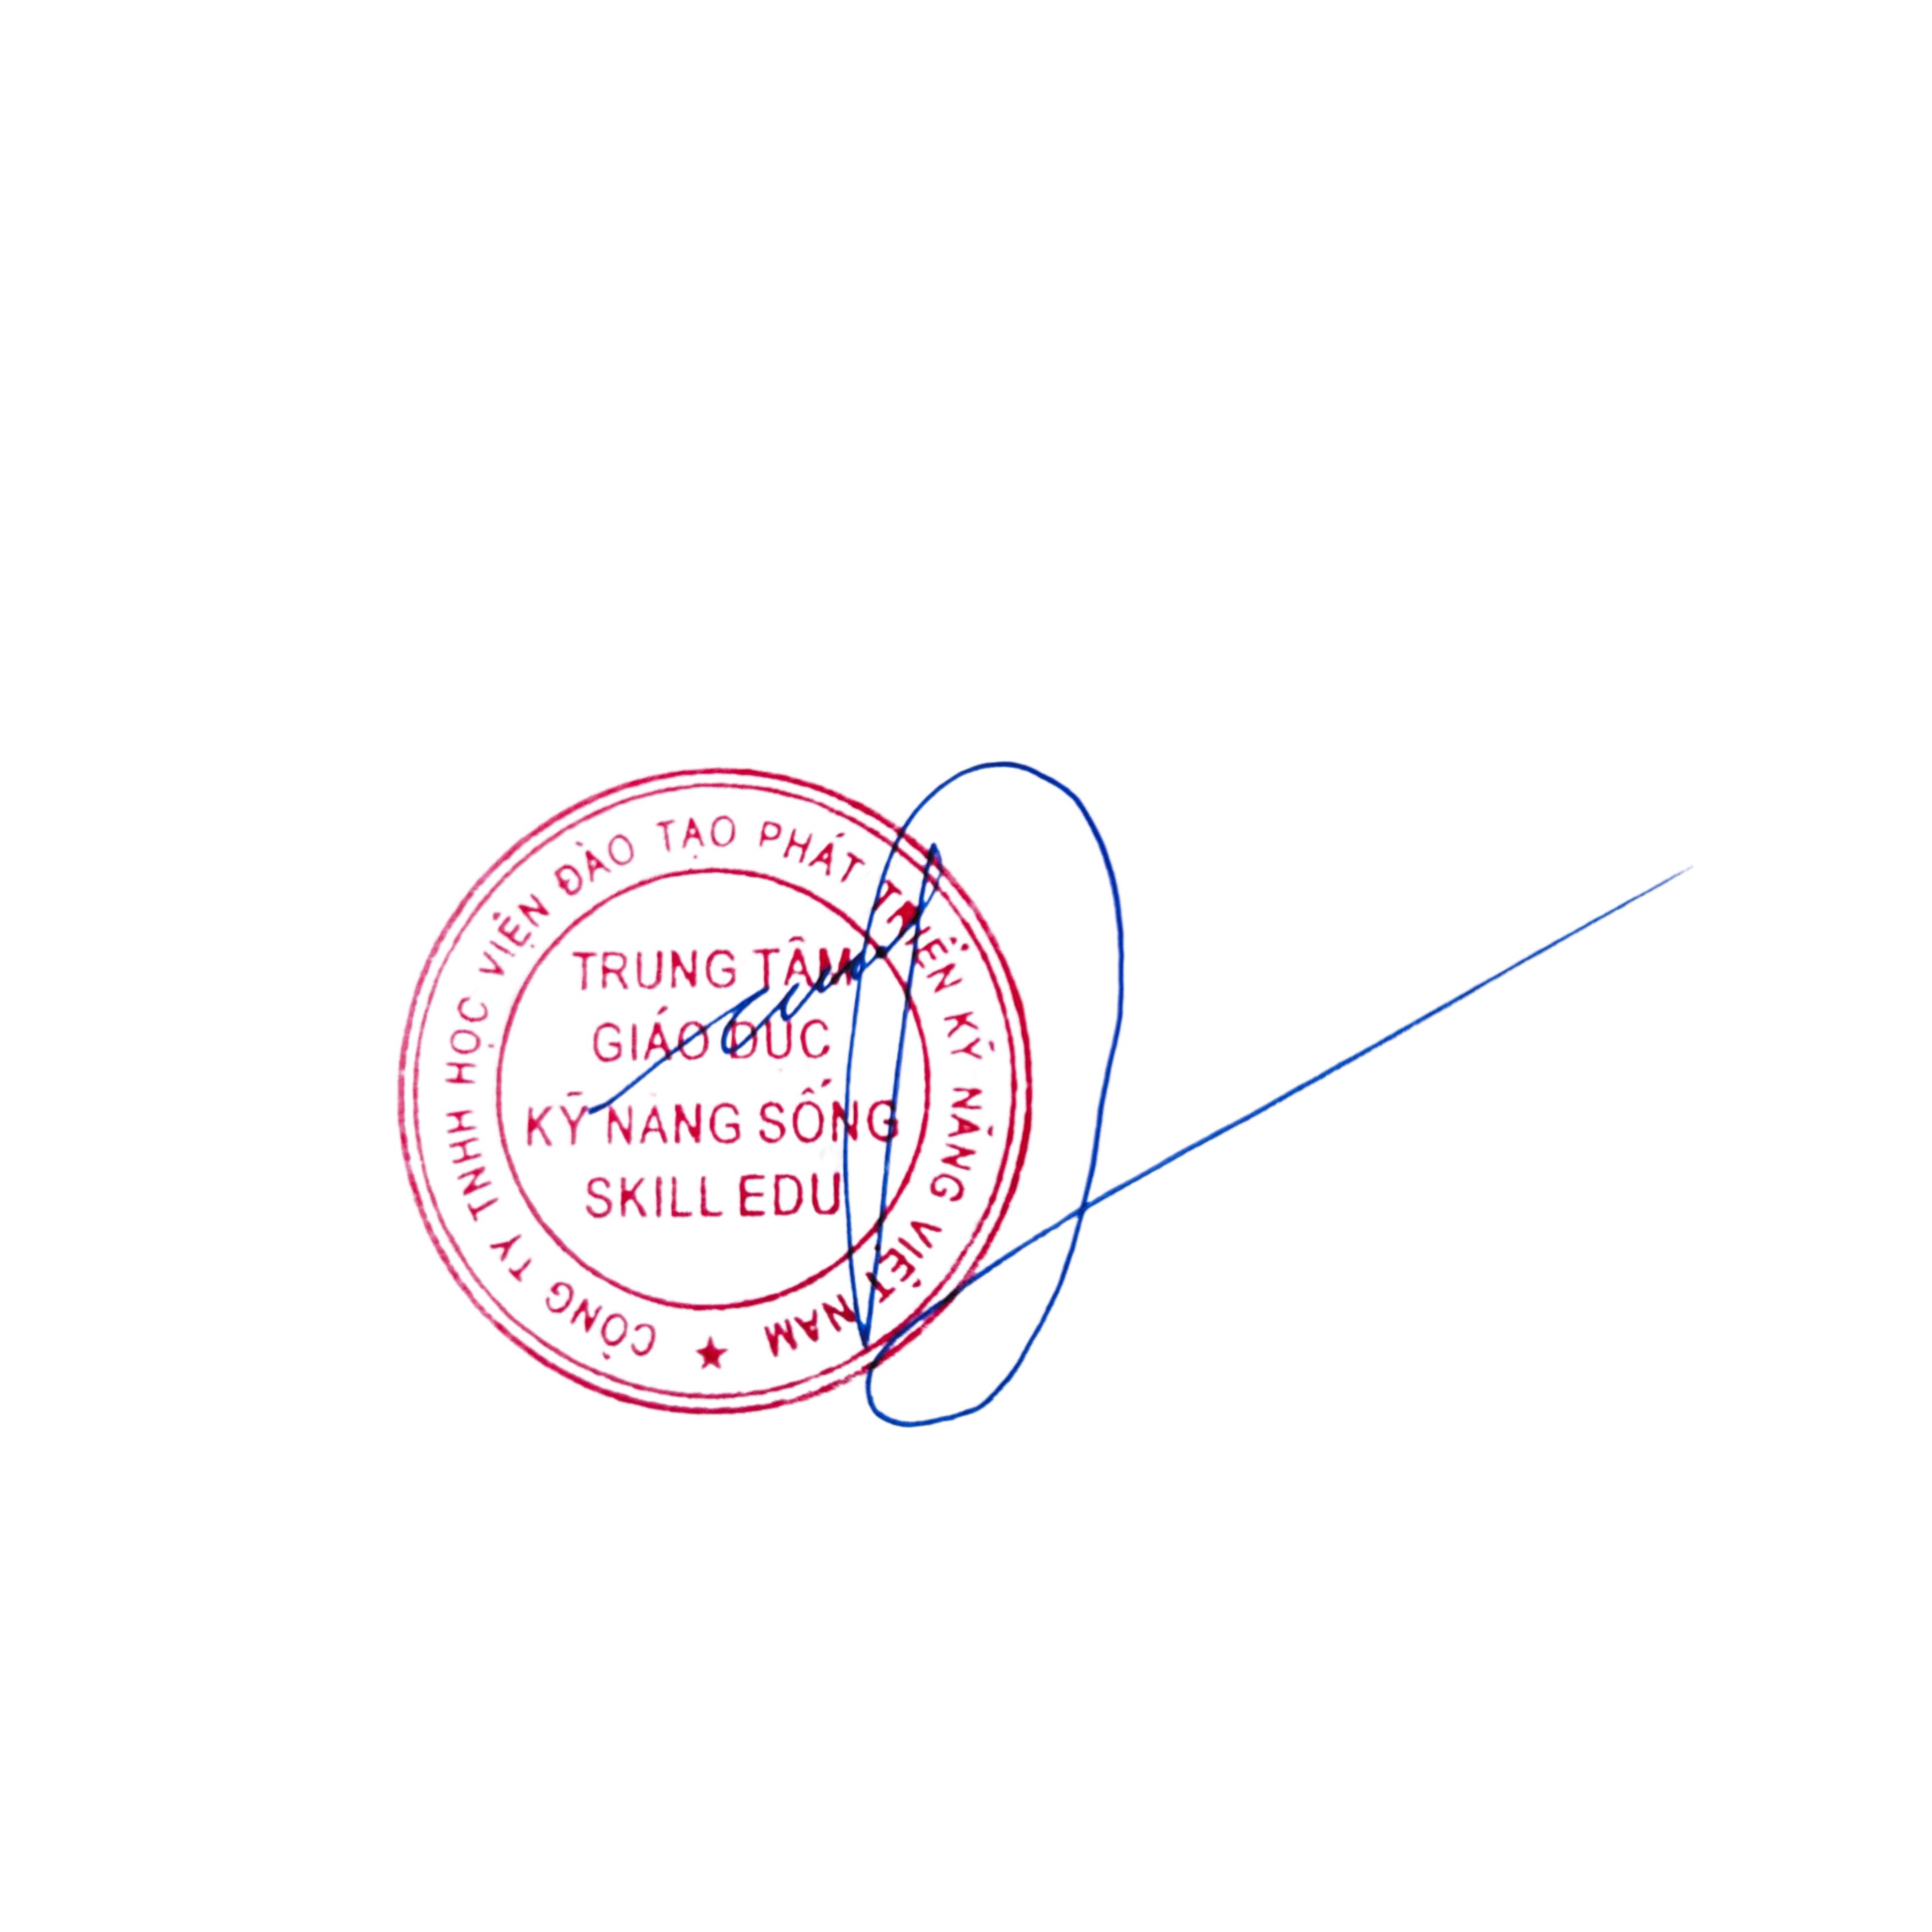 CÔNG TY TNHH HỌC VIỆN ĐÀO TẠO PHÁT TRIỂN KỸ NĂNG VIỆT NAM
TRUNG TÂM
GIÁO DỤC
KỸ NĂNG SỐNG
SKILL EDU